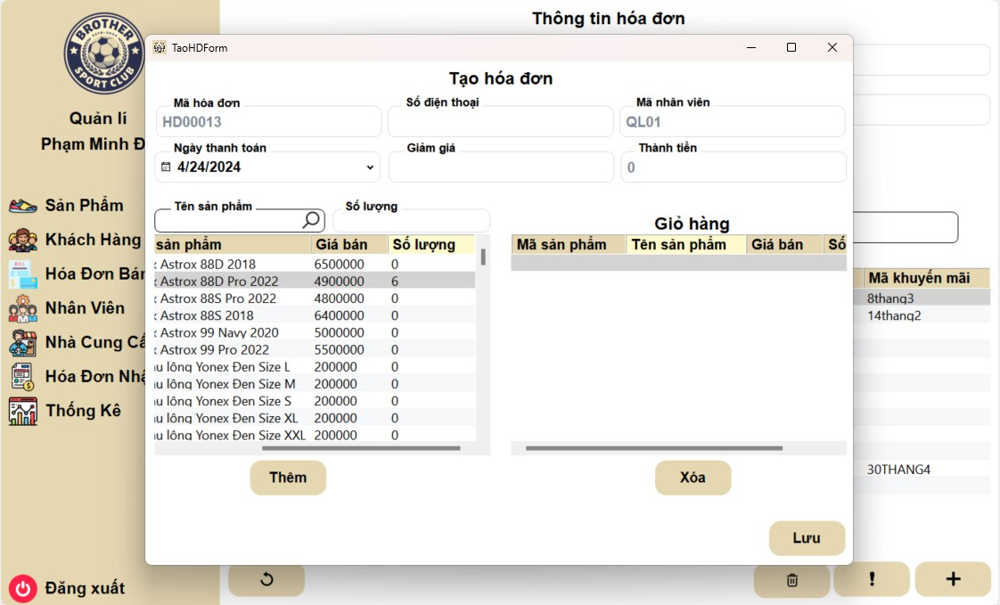 BROTHER
SPORT CLUB
Quản lí
Phạm Minh Đ
Sản Phẩm
Khách Hàng
Hóa Đơn Bán
Nhân Viên
Nhà Cung Cấ
Hóa Đơn Nhậ
Thống Kê
Đăng xuất
Thông tin hóa đơn
TaoHDForm
Tạo hóa đơn
Mã hóa đơn
HD00013
Số điện thoại
Mã nhân viên
QL01
Ngày thanh toán
4/24/2024
Giảm giá
Thành tiền
0
Tên sản phẩm
Số lượng
sản phẩm Giá bán Số lượng
x Astrox 88D 2018 6500000 0
x Astrox 88D Pro 2022 4900000 6
x Astrox 88S Pro 2022 4800000 0
x Astrox 88S 2018 6400000 0
x Astrox 99 Navy 2020 5000000 0
x Astrox 99 Pro 2022 5500000 0
ầu lông Yonex Đen Size L 200000 0
ầu lông Yonex Đen Size M 200000 0
ầu lông Yonex Đen Size S 200000 0
ầu lông Yonex Đen Size XL 200000 0
ầu lông Yonex Đen Size XXL 200000 0
Thêm
Giỏ hàng
Mã sản phẩm Tên sản phẩm Giá bán Số
Xóa
Lưu
Mã khuyến mãi
8thang3
14thang2
30THANG4